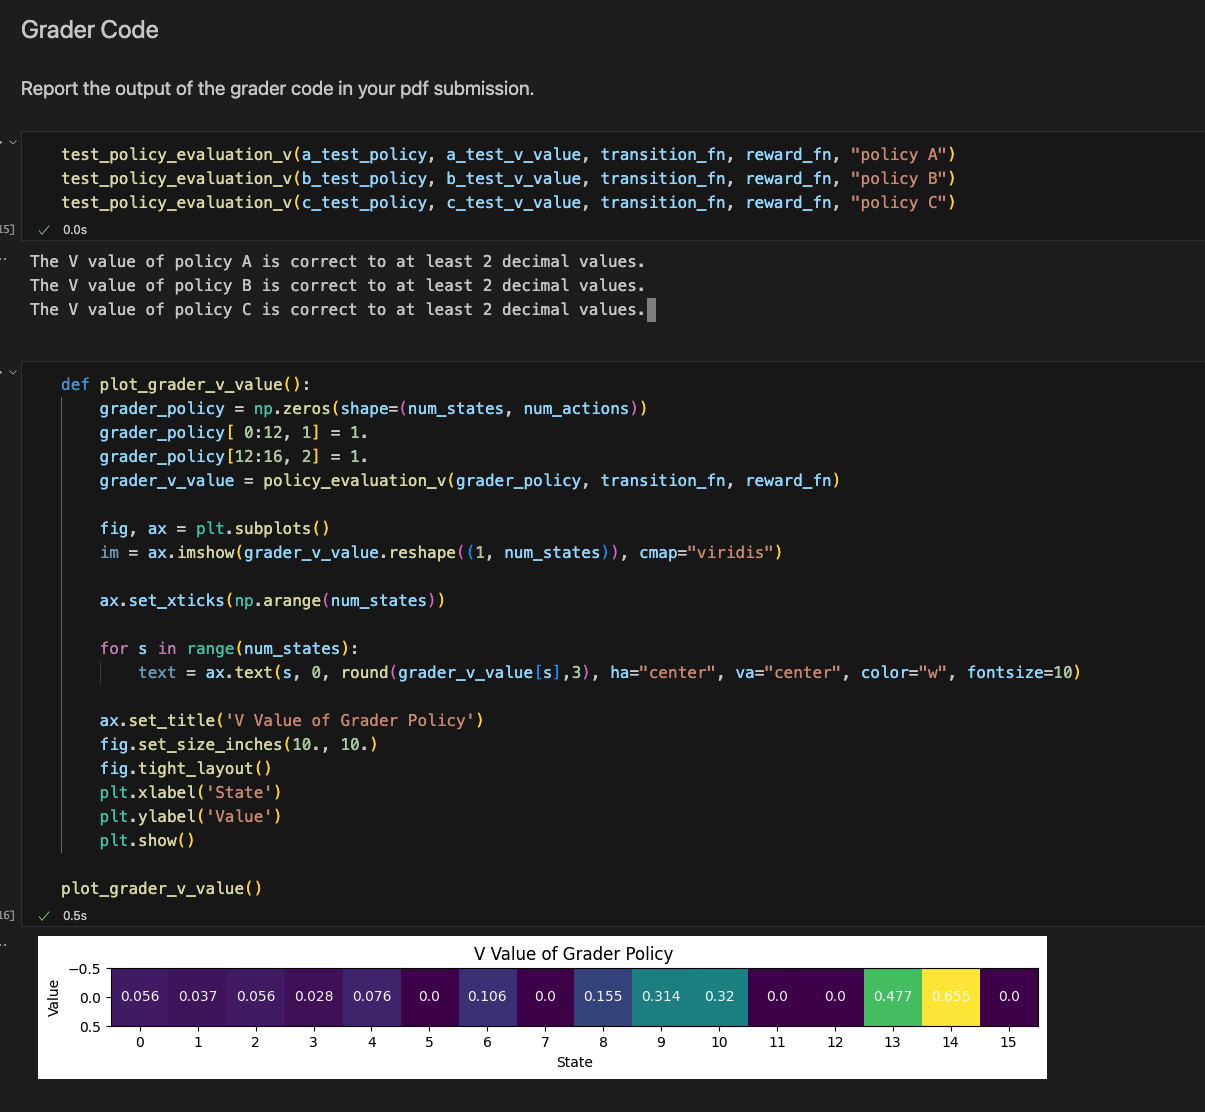 Grader Code
Report the output of the grader code in your pdf submission.
test_policy_evaluation_v(a_test_policy, a_test_v_value, transition_fn, reward_fn, "policy A")
test_policy_evaluation_v(b_test_policy, b_test_v_value, transition_fn, reward_fn, "policy B")
test_policy_evaluation_v(c_test_policy, c_test_v_value, transition_fn, reward_fn, "policy C")
15]
0.0s
The V value of policy A is correct to at least 2 decimal values.
The V value of policy B is correct to at least 2 decimal values.
The V value of policy C is correct to at least 2 decimal values.
def plot_grader_v_value():
    grader_policy = np.zeros(shape=(num_states, num_actions))
    grader_policy[ 0:12, 1] = 1.
    grader_policy[12:16, 2] = 1.
    grader_v_value = policy_evaluation_v(grader_policy, transition_fn, reward_fn)
    fig, ax = plt.subplots()
    im = ax.imshow(grader_v_value.reshape((1, num_states)), cmap="viridis")
    ax.set_xticks(np.arange(num_states))
    for s in range(num_states):
        text = ax.text(s, 0, round(grader_v_value[s],3), ha="center", va="center", color="w", fontsize=10)
    ax.set_title('V Value of Grader Policy')
    fig.set_size_inches(10., 10.)
    fig.tight_layout()
    plt.xlabel('State')
    plt.ylabel('Value')
    plt.show()
plot_grader_v_value()
16]
0.5s
V Value of Grader Policy
Value
−0.5
0.0
0.5
0.056 0.037 0.056 0.028 0.076 0.0 0.106 0.0 0.155 0.314 0.32 0.0 0.0 0.477 0.655 0.0
0 1 2 3 4 5 6 7 8 9 10 11 12 13 14 15
State